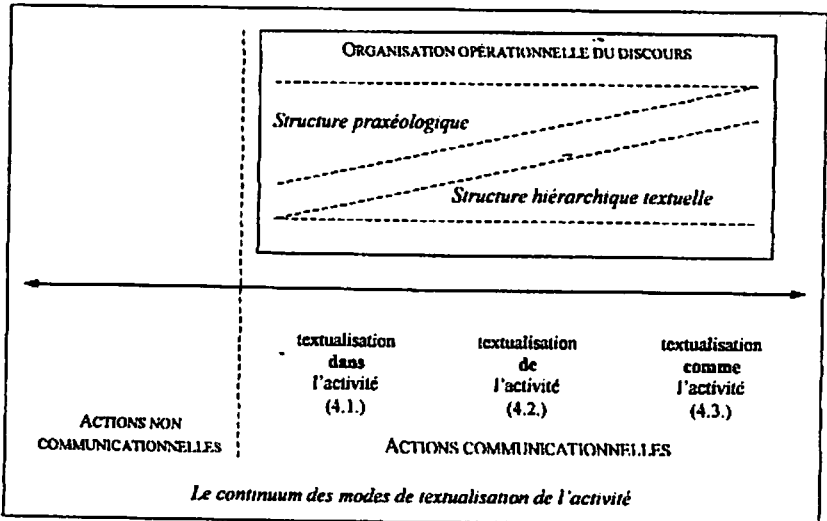 ORGANISATION OPÉRATIONNELLE DU DISCOURS
Structure praxéologique
Structure hiérarchique textuelle
textualisation
dans
l'activité
(4.1.)
textualisation
de
l'activité
(4.2.)
textualisation
comme
l'activité
(4.3.)
ACTIONS NON
COMMUNICATIONNELLES
ACTIONS COMMUNICATIONNELLES
Le continuum des modes de textualisation de l'activité